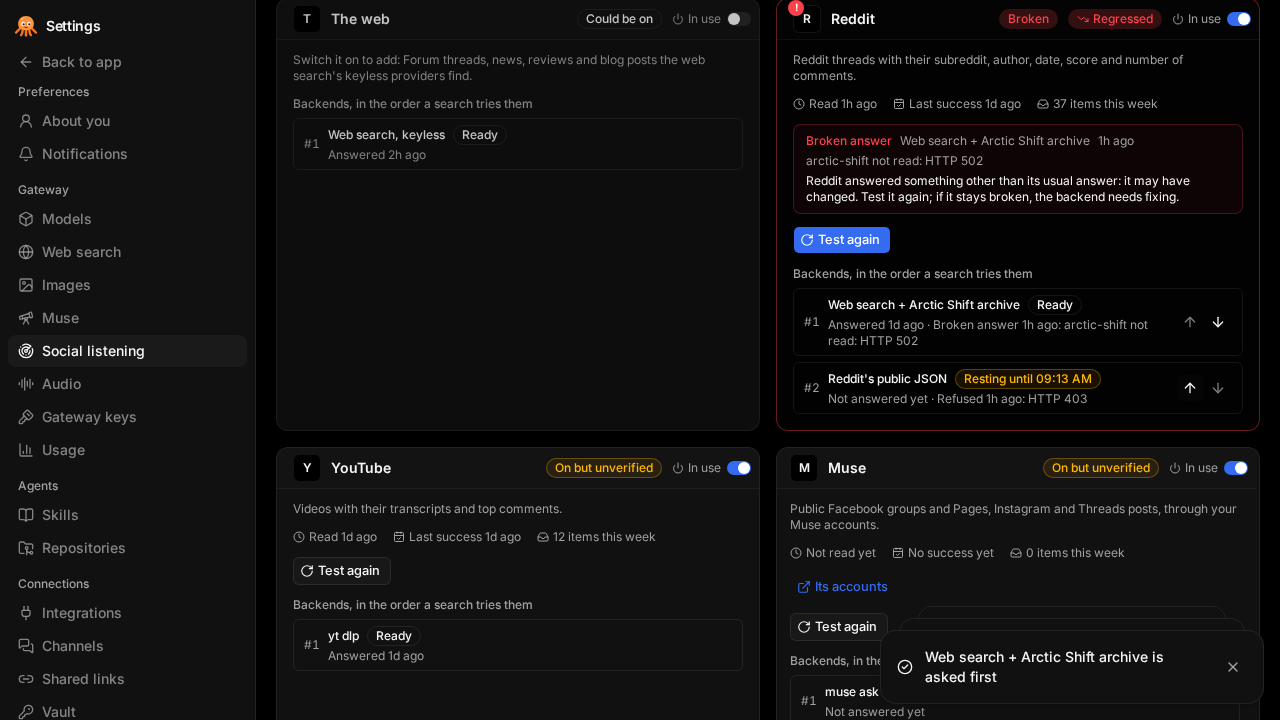 Settings
Back to app
Preferences
About you
Notifications
Gateway
Models
Web search
Images
Muse
Social listening
Audio
Gateway keys
Usage
Agents
Skills
Repositories
Connections
Integrations
Channels
Shared links
Vault
T
The web
Could be on
In use
Switch it on to add: Forum threads, news, reviews and blog posts the web
search's keyless providers find.
Backends, in the order a search tries them
#1
Web search, keyless
Ready
Answered 2h ago
!
R
Reddit
Broken
Regressed
In use
Reddit threads with their subreddit, author, date, score and number of
comments.
Read 1h ago
Last success 1d ago
37 items this week
Broken answer Web search + Arctic Shift archive 1h ago
arctic-shift not read: HTTP 502
Reddit answered something other than its usual answer: it may have
changed. Test it again; if it stays broken, the backend needs fixing.
Test again
Backends, in the order a search tries them
#1
Web search + Arctic Shift archive
Ready
Answered 1d ago · Broken answer 1h ago: arctic-shift not
read: HTTP 502
#2
Reddit's public JSON
Resting until 09:13 AM
Not answered yet · Refused 1h ago: HTTP 403
Y
YouTube
On but unverified
In use
Videos with their transcripts and top comments.
Read 1d ago
Last success 1d ago
12 items this week
Test again
Backends, in the order a search tries them
#1
yt dlp
Ready
Answered 1d ago
M
Muse
On but unverified
In use
Public Facebook groups and Pages, Instagram and Threads posts, through your
Muse accounts.
Not read yet
No success yet
0 items this week
Its accounts
Test again
Backends, in the
#1
muse ask
Not answered yet
Web search + Arctic Shift archive is
asked first